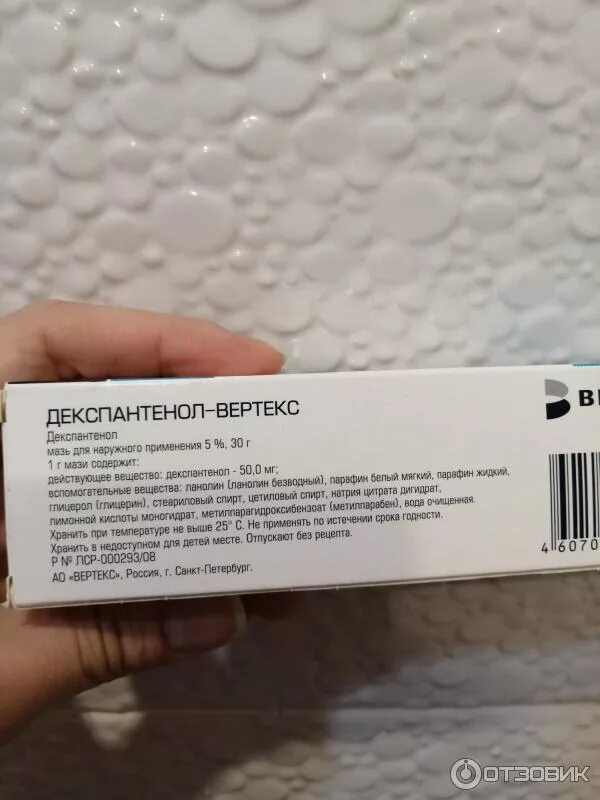 ДЕКСПАНТЕНОЛ-ВЕРТЕКС
Декспантенол
мазь для наружного применения 5 %, 30 г
1 г мази содержит:
действующее вещество: декспантенол - 50,0 мг;
вспомогательные вещества: ланолин (ланолин безводный), парафин белый мягкий, парафин жидкий,
глицерол (глицерин), стеариловый спирт, цетиловый спирт, натрия цитрата дигидрат,
лимонной кислоты моногидрат, метилпарагидроксибензоат (метилпарабен), вода очищенная.
Хранить при температуре не выше 25° С. Не применять по истечении срока годности.
Хранить в недоступном для детей месте. Отпускают без рецепта.
Р № ЛСР-000293/08
АО «ВЕРТЕКС», Россия, г. Санкт-Петербург.
4 6070
ОТЗОВИК